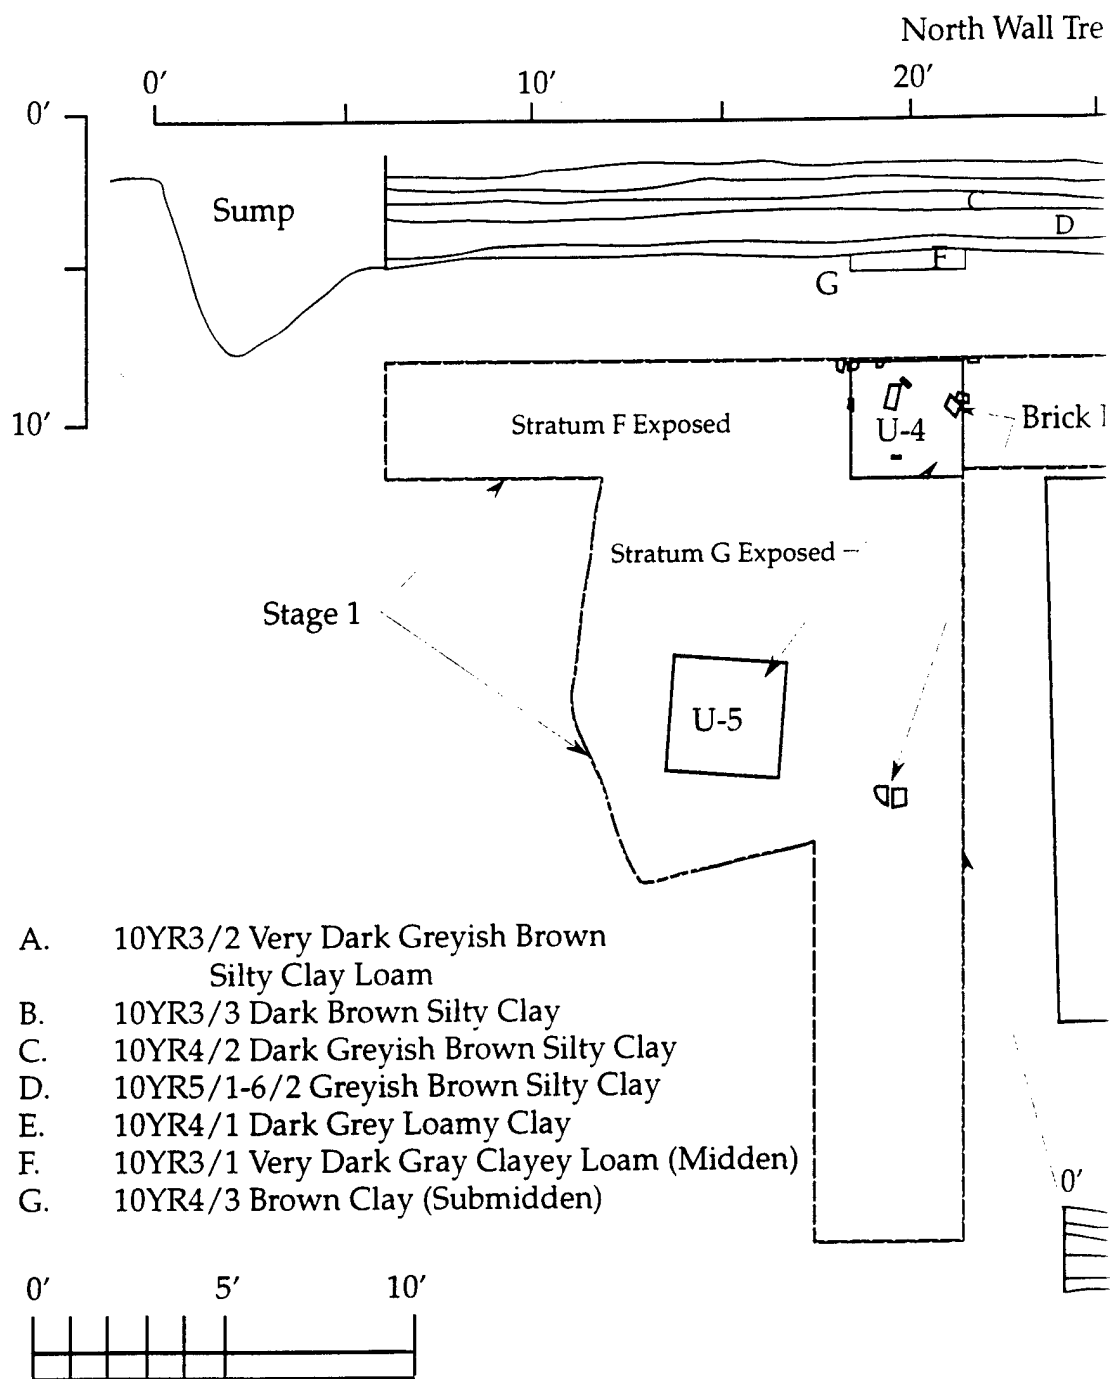 North Wall Tre
0′ 10′ 20′
0′
Sump
C
D
F
G
10′
Stratum F Exposed
U-4
Brick
Stratum G Exposed
Stage 1
U-5
A. 10YR3/2 Very Dark Greyish Brown
Silty Clay Loam
B. 10YR3/3 Dark Brown Silty Clay
C. 10YR4/2 Dark Greyish Brown Silty Clay
D. 10YR5/1-6/2 Greyish Brown Silty Clay
E. 10YR4/1 Dark Grey Loamy Clay
F. 10YR3/1 Very Dark Gray Clayey Loam (Midden)
G. 10YR4/3 Brown Clay (Submidden)
0′
0′ 5′ 10′